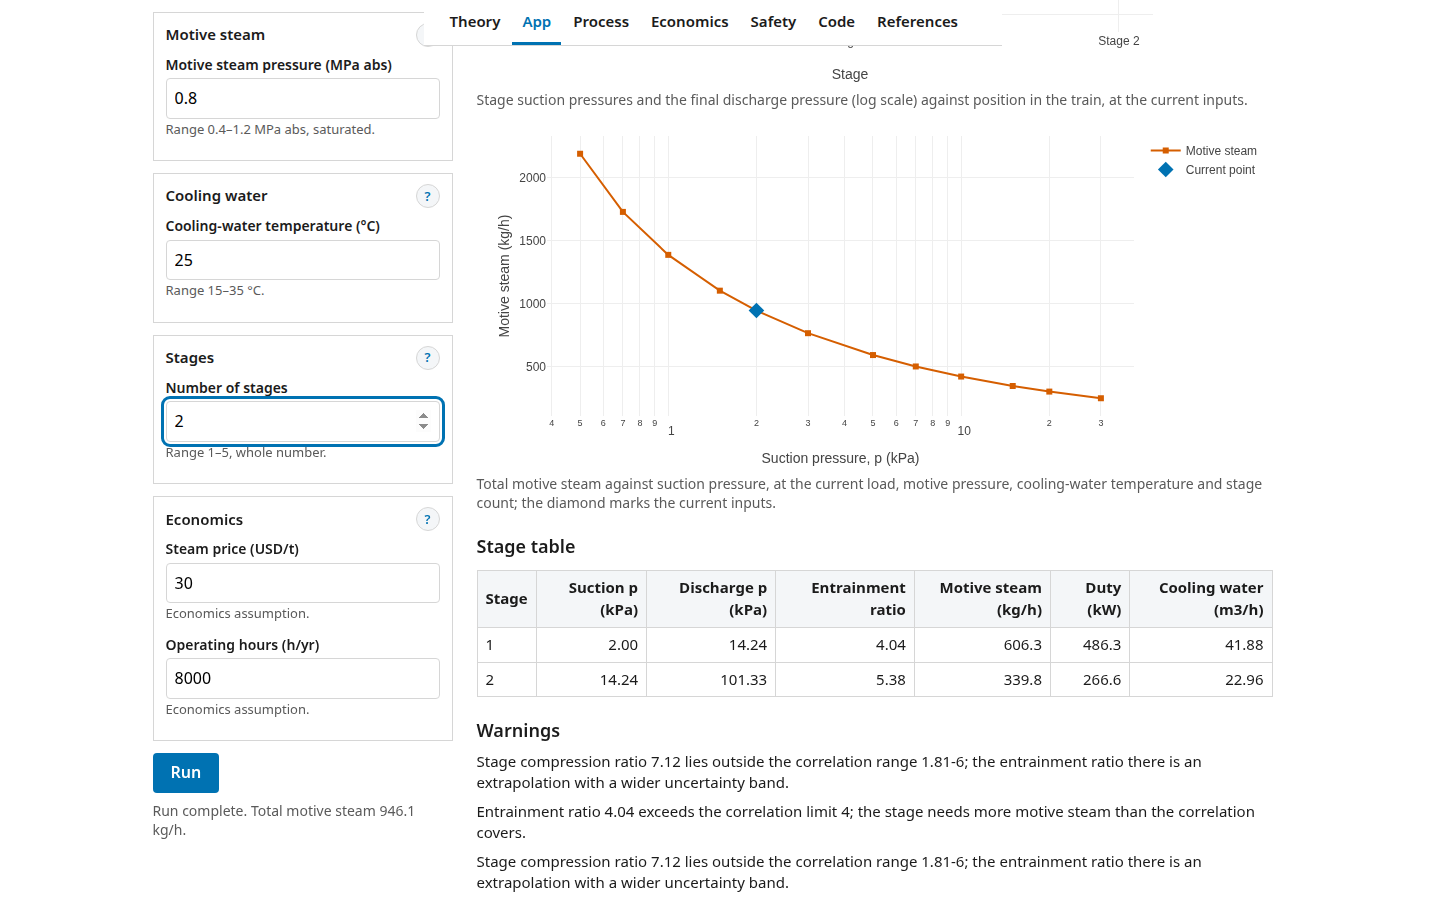 Theory App Process Economics Safety Code References
Motive steam
Motive steam pressure (MPa abs)
0.8
Range 0.4–1.2 MPa abs, saturated.
Cooling water ?
Cooling-water temperature (°C)
25
Range 15–35 °C.
Stages ?
Number of stages
2
Range 1–5, whole number.
Economics ?
Steam price (USD/t)
30
Economics assumption.
Operating hours (h/yr)
8000
Economics assumption.
Run
Run complete. Total motive steam 946.1
kg/h.
Stage 2
Stage
Stage suction pressures and the final discharge pressure (log scale) against position in the train, at the current inputs.
Motive steam (kg/h)
2000
1500
1000
500
Motive steam
Current point
4 5 6 7 8 9 1 2 3 4 5 6 7 8 9 10 2 3
Suction pressure, p (kPa)
Total motive steam against suction pressure, at the current load, motive pressure, cooling-water temperature and stage
count; the diamond marks the current inputs.
Stage table
Stage Suction p (kPa) Discharge p (kPa) Entrainment ratio Motive steam (kg/h) Duty (kW) Cooling water (m3/h)
1 2.00 14.24 4.04 606.3 486.3 41.88
2 14.24 101.33 5.38 339.8 266.6 22.96
Warnings
Stage compression ratio 7.12 lies outside the correlation range 1.81-6; the entrainment ratio there is an
extrapolation with a wider uncertainty band.
Entrainment ratio 4.04 exceeds the correlation limit 4; the stage needs more motive steam than the correlation
covers.
Stage compression ratio 7.12 lies outside the correlation range 1.81-6; the entrainment ratio there is an
extrapolation with a wider uncertainty band.